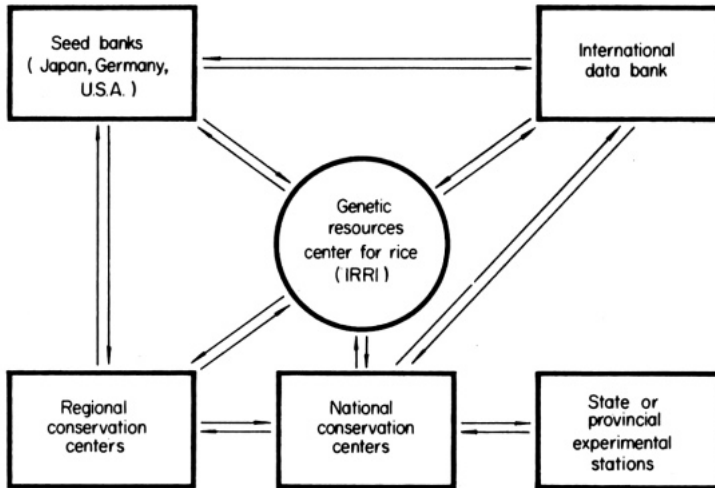 Seed banks
( Japan, Germany,
U.S.A. )
International
data bank
Genetic
resources
center for rice
( IRRI )
Regional
conservation
centers
National
conservation
centers
State or
provincial
experimental
stations